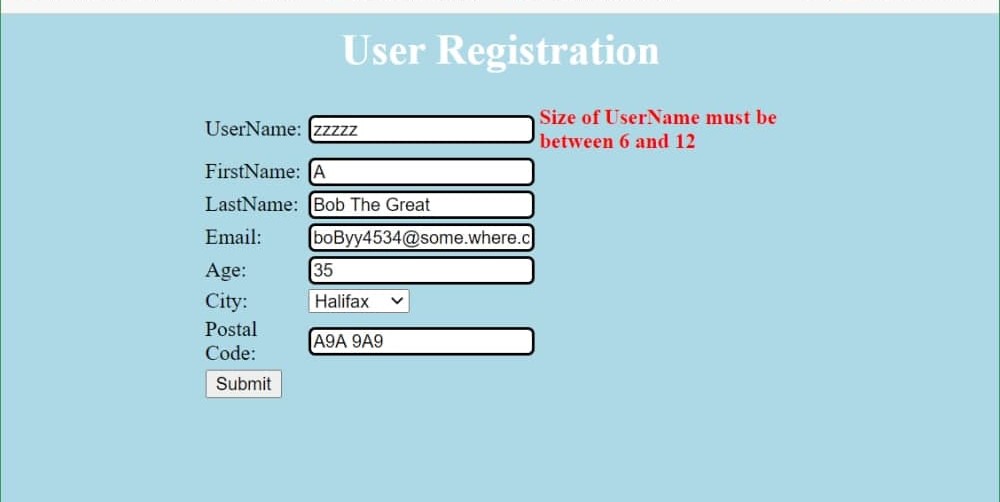 User Registration
UserName: zzzzz Size of UserName must be
between 6 and 12
FirstName: A
LastName: Bob The Great
Email: boByy4534@some.where.c
Age: 35
City: Halifax
Postal
Code: A9A 9A9
Submit